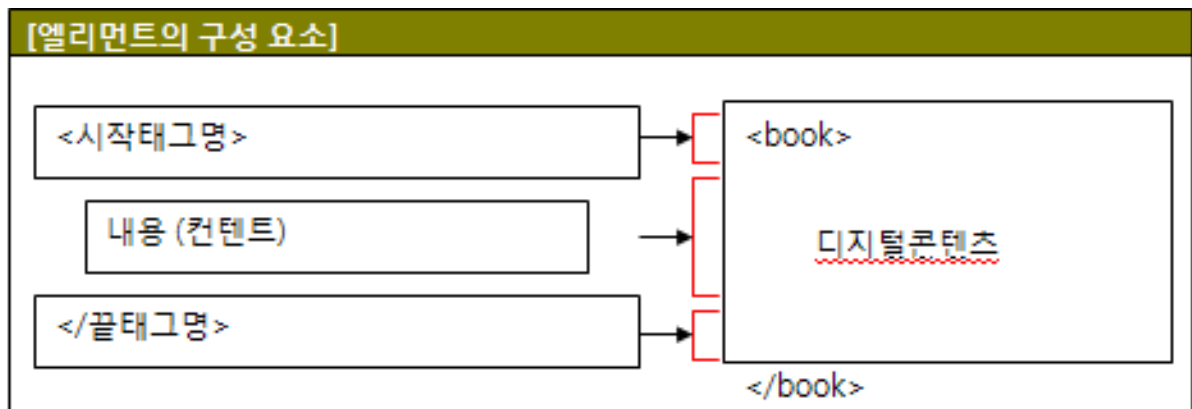 [엘리먼트의 구성 요소]
<시작태그명>
내용 (컨텐트)
</끝태그명>
<book>
디지털콘텐츠
</book>